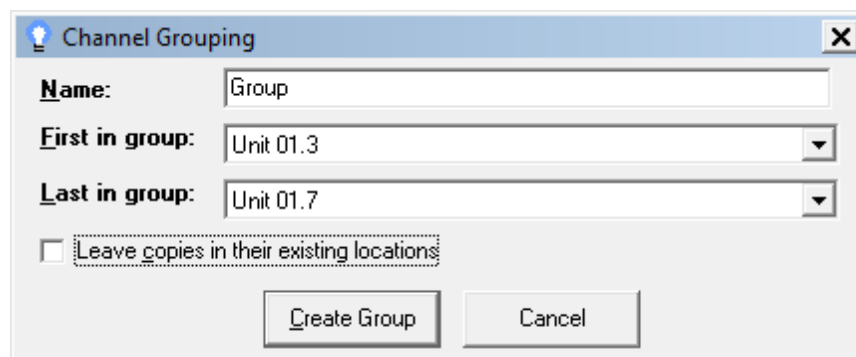 Channel Grouping
Name: Group
First in group: Unit 01.3
Last in group: Unit 01.7
Leave copies in their existing locations
Create Group Cancel